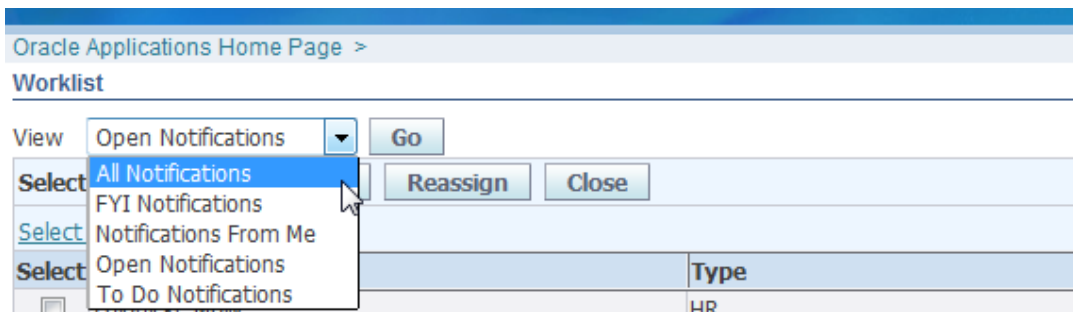 Oracle Applications Home Page >
Worklist
View Open Notifications Go
Select Reassign Close
All Notifications
FYI Notifications
Notifications From Me
Open Notifications
To Do Notifications
Select
Select Type
HR